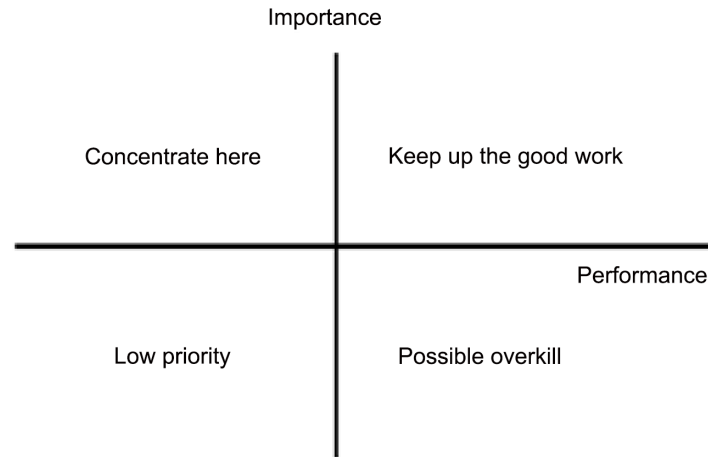 Importance
Concentrate here
Keep up the good work
Performance
Low priority
Possible overkill